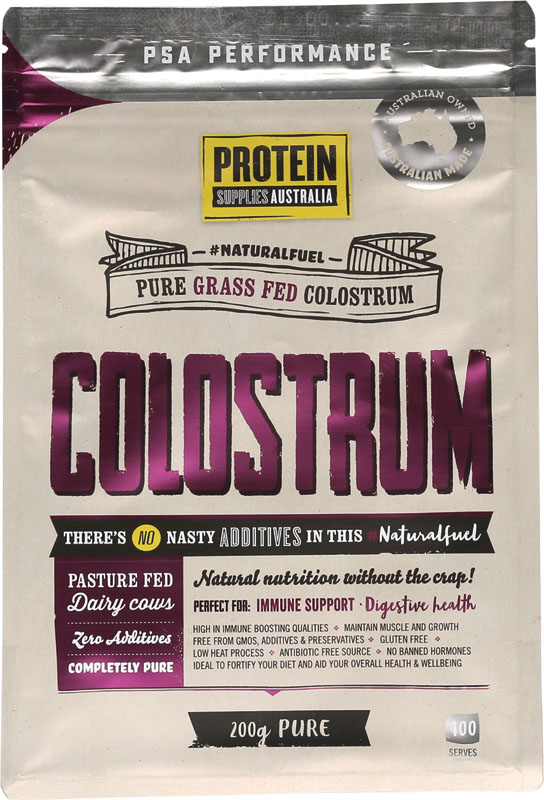 PSA PERFORMANCE
AUSTRALIAN OWNED
AUSTRALIAN MADE
PROTEIN
SUPPLIES AUSTRALIA
#NATURALFUEL
PURE GRASS FED COLOSTRUM
COLOSTRUM
THERE'S NO NASTY ADDITIVES IN THIS #Naturalfuel
PASTURE FED
Dairy cows
Zero Additives
COMPLETELY PURE
Natural nutrition without the crap!
PERFECT FOR: IMMUNE SUPPORT · Digestive health
HIGH IN IMMUNE BOOSTING QUALITIES ❖ MAINTAIN MUSCLE AND GROWTH
FREE FROM GMOS, ADDITIVES & PRESERVATIVES ❖ GLUTEN FREE ❖
LOW HEAT PROCESS ❖ ANTIBIOTIC FREE SOURCE ❖ NO BANNED HORMONES
IDEAL TO FORTIFY YOUR DIET AND AID YOUR OVERALL HEALTH & WELLBEING
200g PURE
100
SERVES